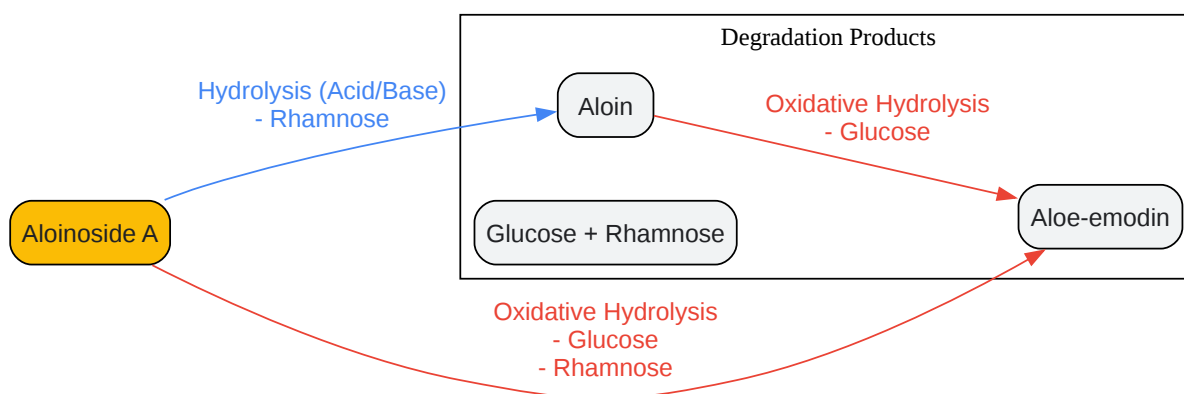 Degradation Products
Hydrolysis (Acid/Base)
- Rhamnose
Aloin
Oxidative Hydrolysis
- Glucose
Aloinoside A
Glucose + Rhamnose
Aloe-emodin
Oxidative Hydrolysis
- Glucose
- Rhamnose